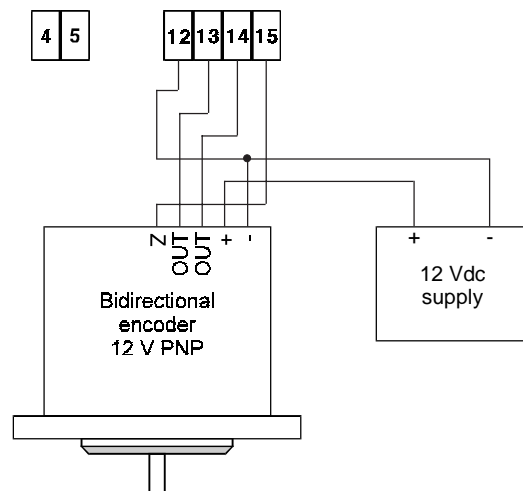 4 5 12 13 14 15
Z OUT OUT + -
+ -
Bidirectional
encoder
12 V PNP
12 Vdc
supply